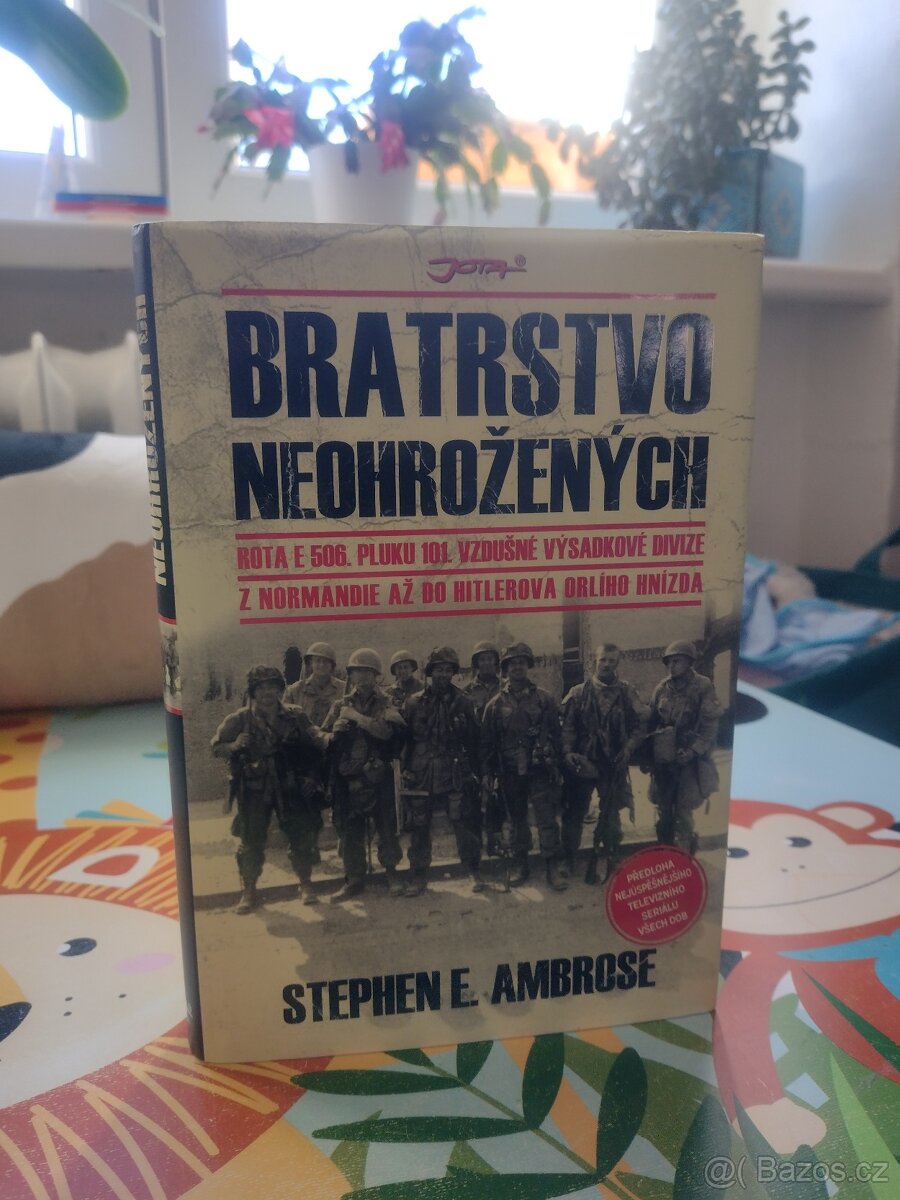 JOTA®
BRATRSTVO
NEOHROŽENÝCH
ROTA E 506. PLUKU 101. VZDUŠNÉ VÝSADKOVÉ DIVIZE
Z NORMANDIE AŽ DO HITLEROVA ORLÍHO HNÍZDA
PŘEDLOHA
NEJÚSPĚŠNĚJŠÍHO
TELEVIZNÍHO
SERIÁLU
VŠECH DOB
STEPHEN E. AMBROSE
NEOHROŽENÝCH
@( Bazos.cz